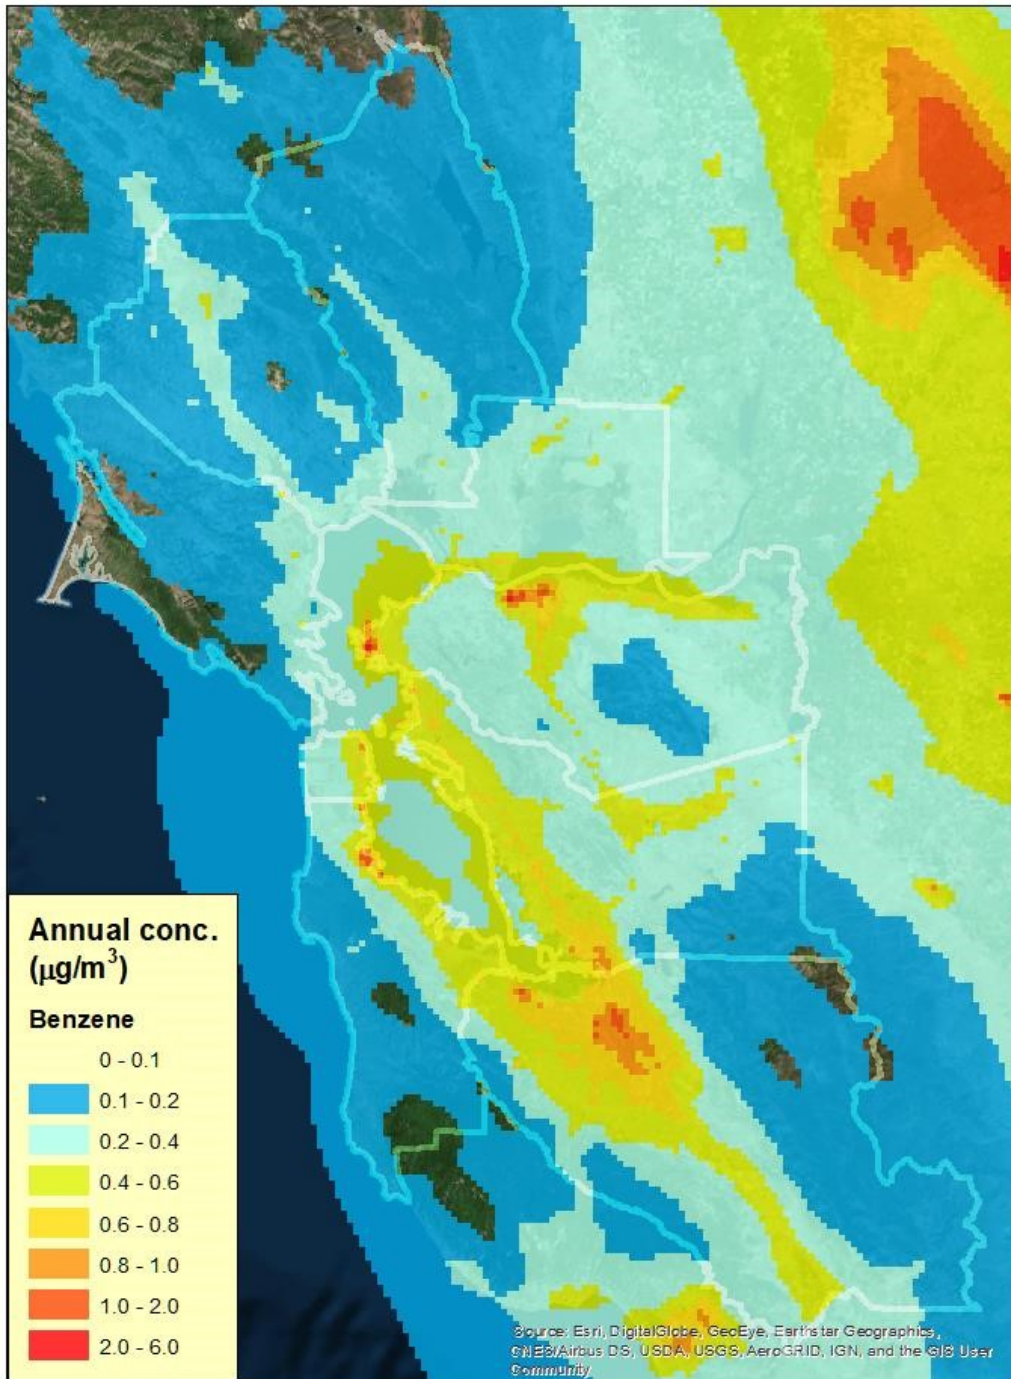 Annual conc.
(µg/m³)
Benzene
0 - 0.1
0.1 - 0.2
0.2 - 0.4
0.4 - 0.6
0.6 - 0.8
0.8 - 1.0
1.0 - 2.0
2.0 - 6.0
Source: Esri, DigitalGlobe, GeoEye, Earthstar Geographics,
CNES/Airbus DS, USDA, USGS, AeroGRID, IGN, and the GIS User
Community